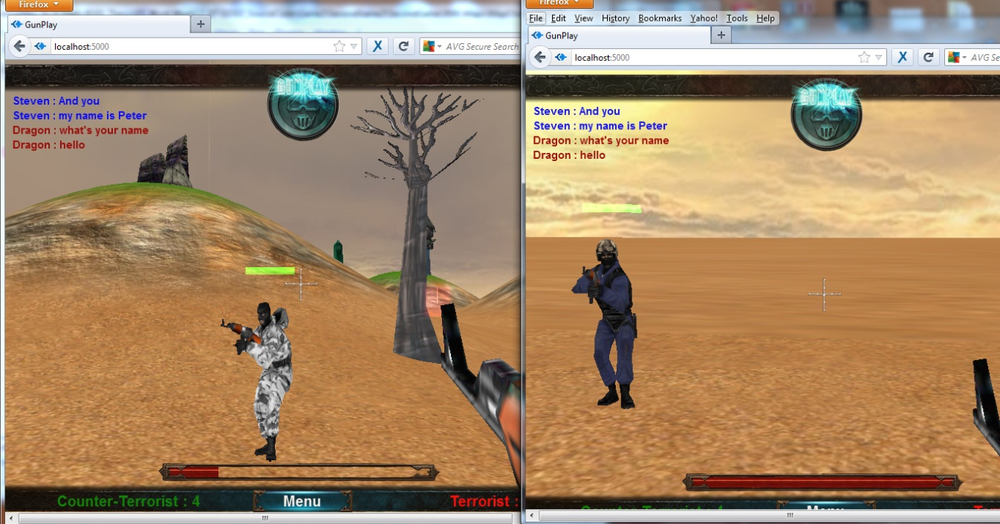 Firefox
GunPlay
localhost:5000
AVG Secure Search
GUNPLAY
Steven : And you
Steven : my name is Peter
Dragon : what's your name
Dragon : hello
Counter-Terrorist : 4
Menu
Terrorist :
Firefox
File Edit View History Bookmarks Yahoo! Tools Help
GunPlay
localhost:5000
AVG Se
GUNPLAY
Steven : And you
Steven : my name is Peter
Dragon : what's your name
Dragon : hello
Counter-Terrorist : 4
Menu